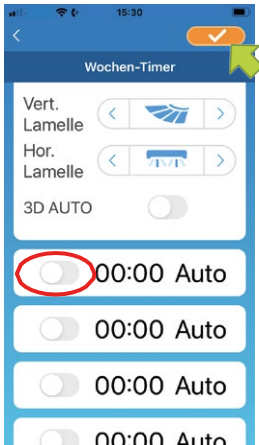 15:30
Wochen-Timer
Vert.
Lamelle
Hor.
Lamelle
3D AUTO
00:00 Auto
00:00 Auto
00:00 Auto
00:00 Auto